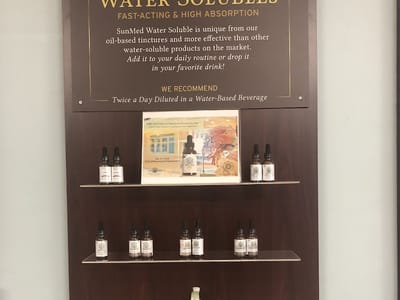 WATER SOLUBLES
FAST-ACTING & HIGH ABSORPTION
SunMed Water Soluble is unique from our
oil-based tinctures and more effective than other
water-soluble products on the market.
Add it to your daily routine or drop it
in your favorite drink!
WE RECOMMEND
Twice a Day Diluted in a Water-Based Beverage